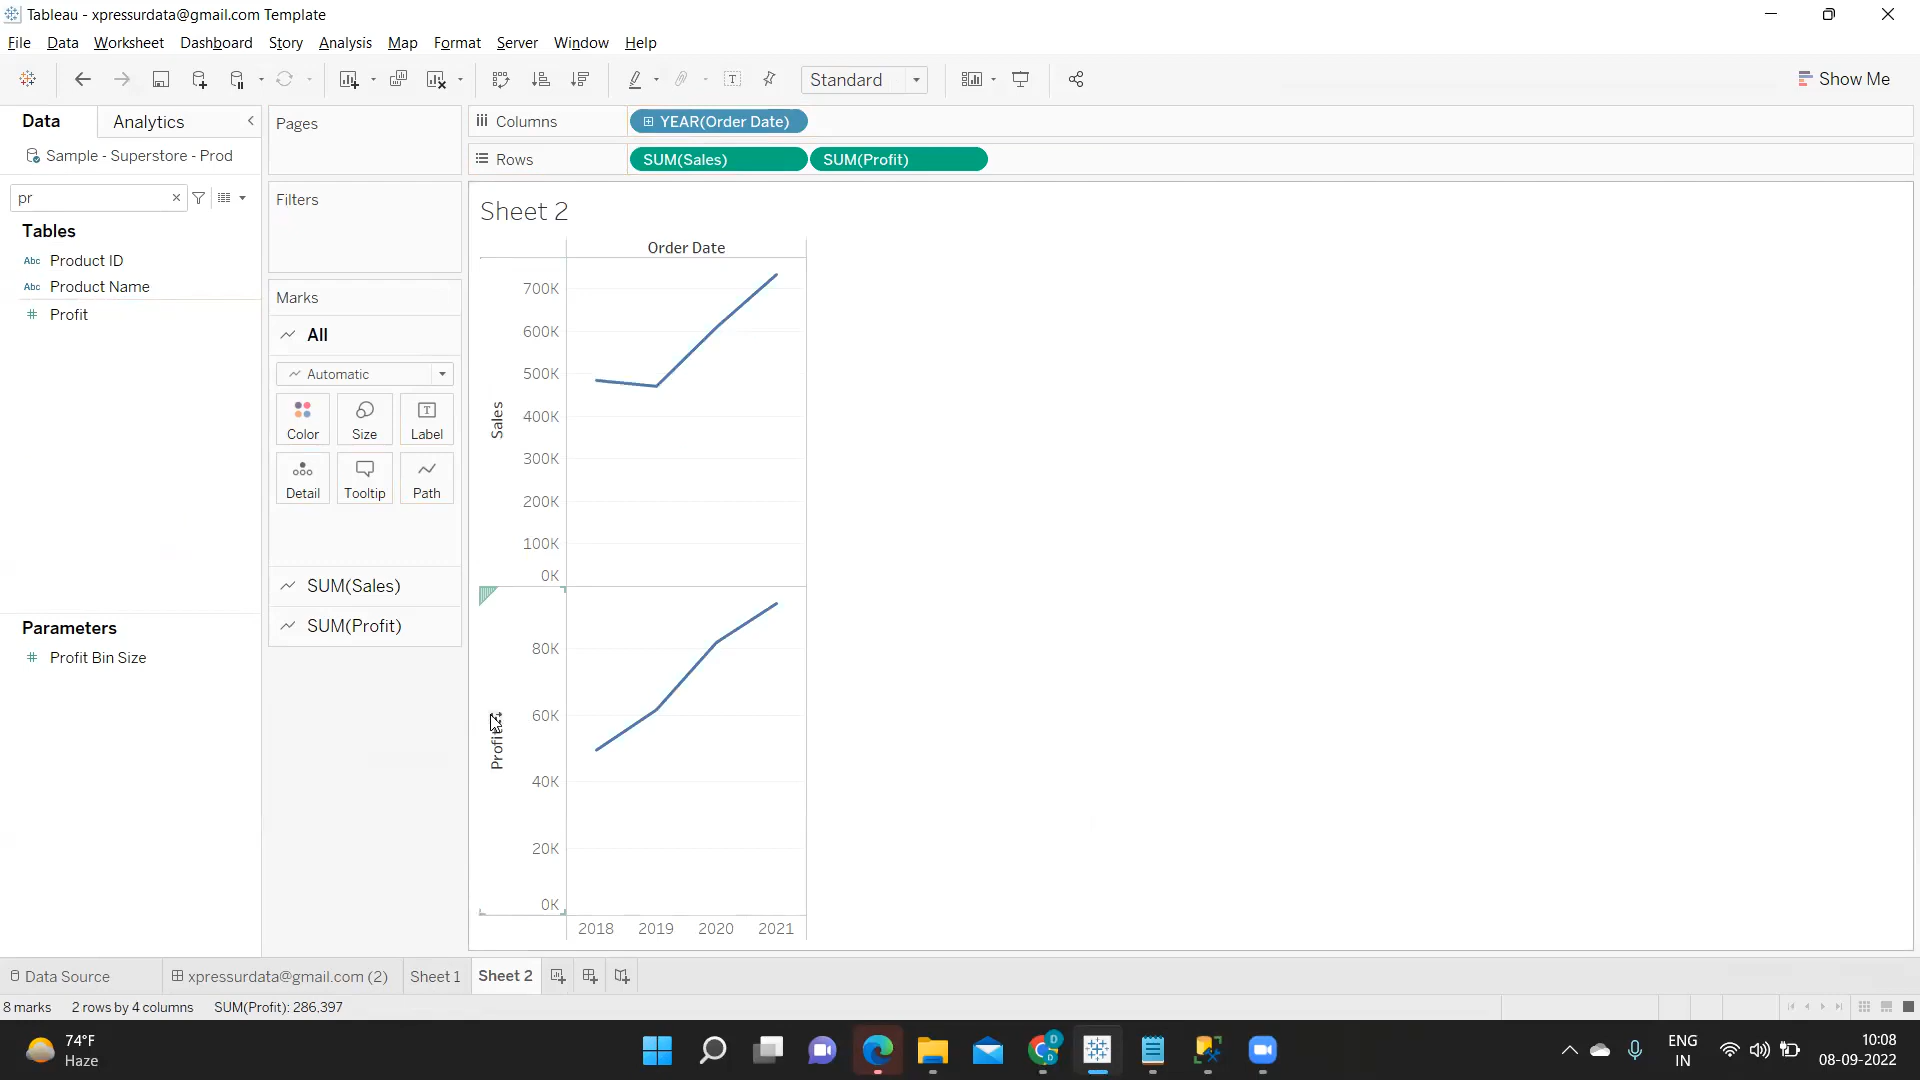 Tableau - xpressurdata@gmail.com Template
File Data Worksheet Dashboard Story Analysis Map Format Server Window Help
Standard
Show Me
Data Analytics
Sample - Superstore - Prod
pr
Tables
Abc Product ID
Abc Product Name
Profit
Parameters
Profit Bin Size
Pages
Filters
Marks
All
Automatic
Color Size Label
Detail Tooltip Path
SUM(Sales)
SUM(Profit)
Columns YEAR(Order Date)
Rows SUM(Sales) SUM(Profit)
Sheet 2
Order Date
700K
600K
500K
400K
300K
200K
100K
0K
Sales
80K
60K
40K
20K
0K
Profit
2018 2019 2020 2021
Data Source xpressurdata@gmail.com (2) Sheet 1 Sheet 2
8 marks 2 rows by 4 columns SUM(Profit): 286,397
74°F
Haze
D
D
ENG
IN
10:08
08-09-2022